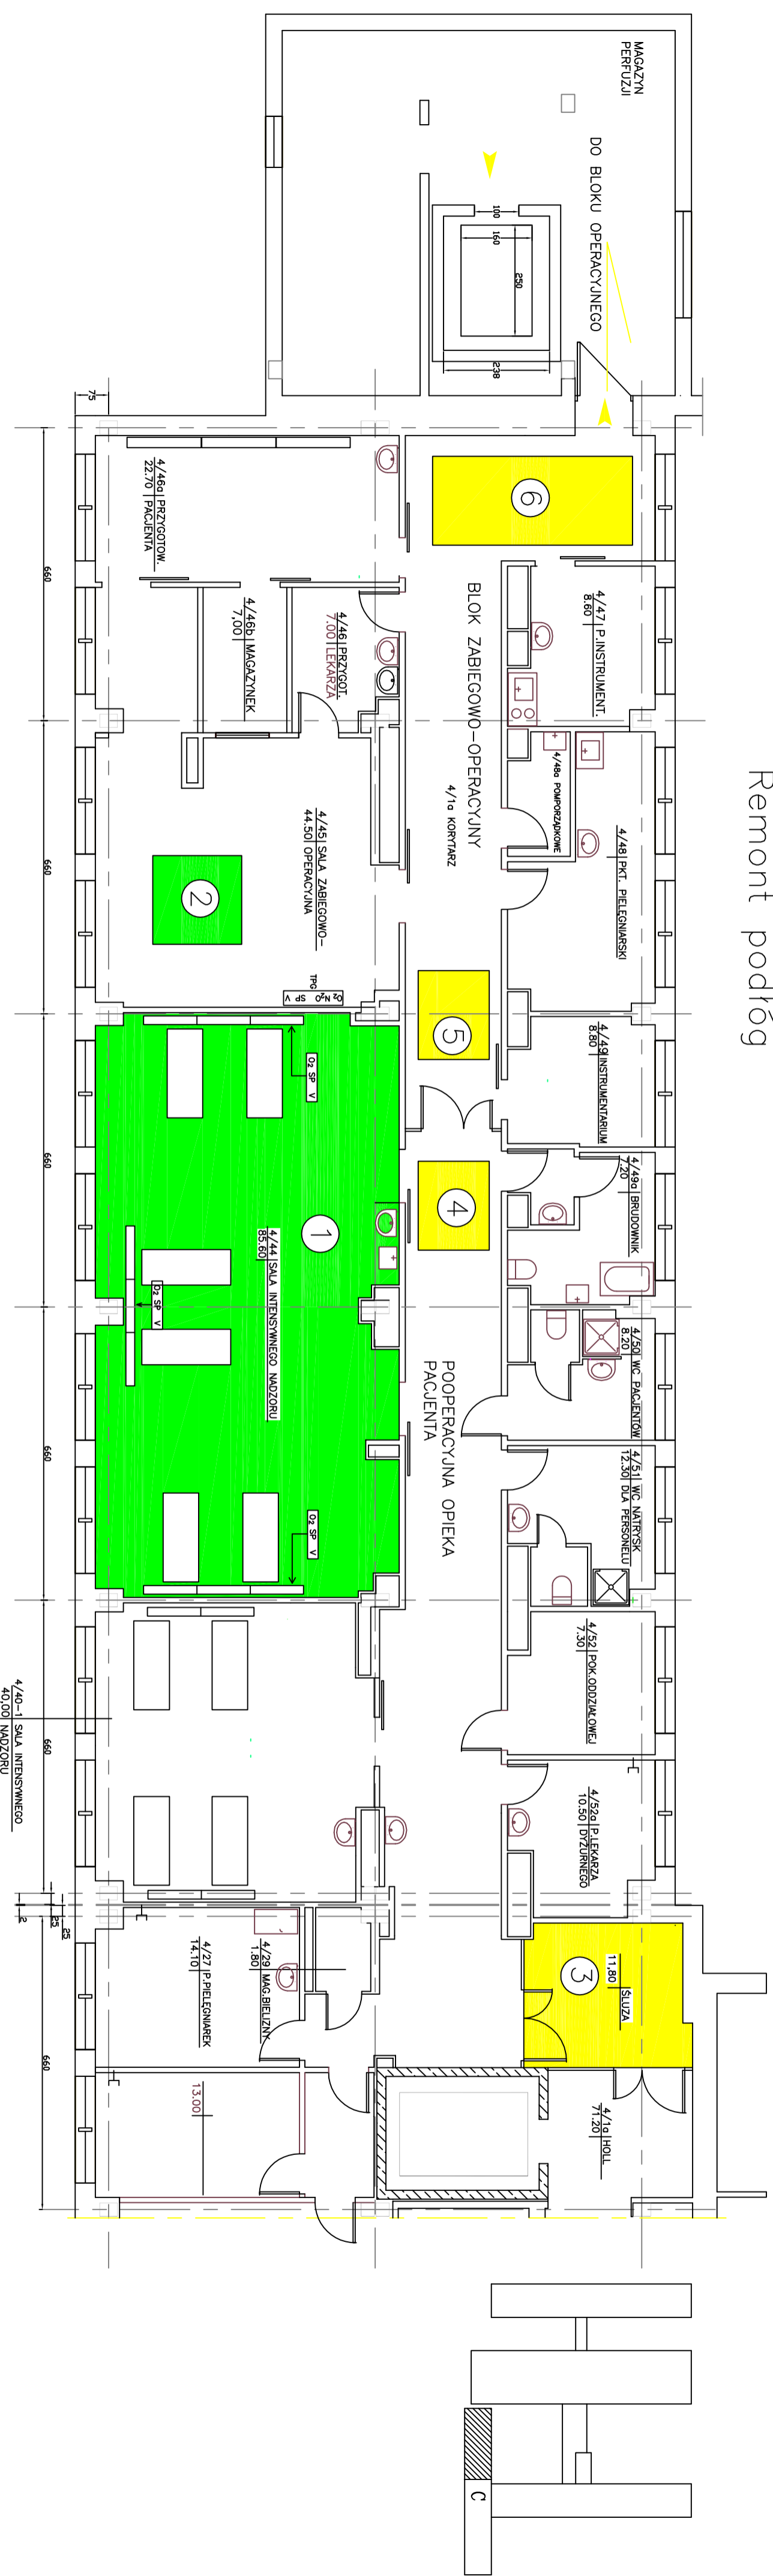 Remont podłóg
MAGAZYN
PERFUZJI
DO BLOKU OPERACYJNEGO
100
160
250
238
75
6
4/46a PRZYGOTOW.
22.70 PACJENTA
4/46b MAGAZYNEK
7,00
4/46 PRZYGOT.
7.00 LEKARZA
BLOK ZABIEGOWO-OPERACYJNY
4/1a KORYTARZ
4/47 P.INSTRUMENT.
8.60
4/48a POMPORZĄDKOWE
4/48 PKT. PIELĘGNIARSKI
4/45 SALA ZABIEGOWO-
44.50 OPERACYJNA
2
TPG
O2 N2O SP V
5
4/49 INSTRUMENTARIUM
8.80
4/49a BRUDOWNIK
7.20
4
O2 SP V
1
4/44 SALA INTENSYWNEGO NADZORU
85.60
O2 SP V
O2 SP V
POOPERACYJNA OPIEKA
PACJENTA
4/50 WC PACJENTÓW
8.20
4/51 WC NATRYSK
12.30 DLA PERSONELU
4/52 POK.ODDZIAŁOWEJ
7.30
4/52a P.LEKARZA
10.50 DYŻURNEGO
4/40-1 SALA INTENSYWNEGO
40,00 NADZORU
3
ŚLUZA
11,80
4/29 MAG.BIELIZNY
1.80
4/27 P.PIELĘGNIAREK
14.10
13.00
4/1a HOLL
71.20
660
660
660
660
660
660
660
25
25
2
C